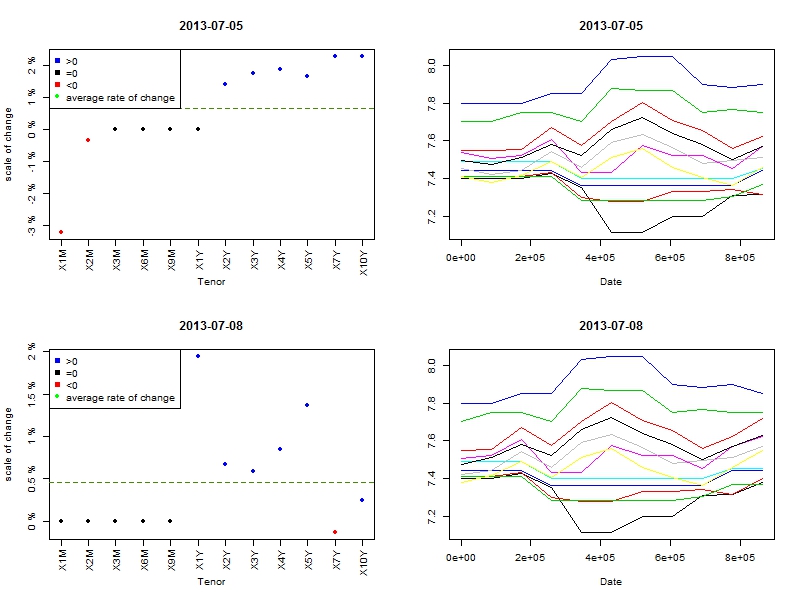 2013-07-05
scale of change
2 %
1 %
0 %
-1 %
-2 %
-3 %
>0
=0
<0
average rate of change
X1M
X2M
X3M
X6M
X9M
X1Y
X2Y
X3Y
X4Y
X5Y
X7Y
X10Y
Tenor
2013-07-05
8.0
7.8
7.6
7.4
7.2
0e+00
2e+05
4e+05
6e+05
8e+05
Date
2013-07-08
scale of change
2 %
1.5 %
1 %
0.5 %
0 %
>0
=0
<0
average rate of change
X1M
X2M
X3M
X6M
X9M
X1Y
X2Y
X3Y
X4Y
X5Y
X7Y
X10Y
Tenor
2013-07-08
8.0
7.8
7.6
7.4
7.2
0e+00
2e+05
4e+05
6e+05
8e+05
Date